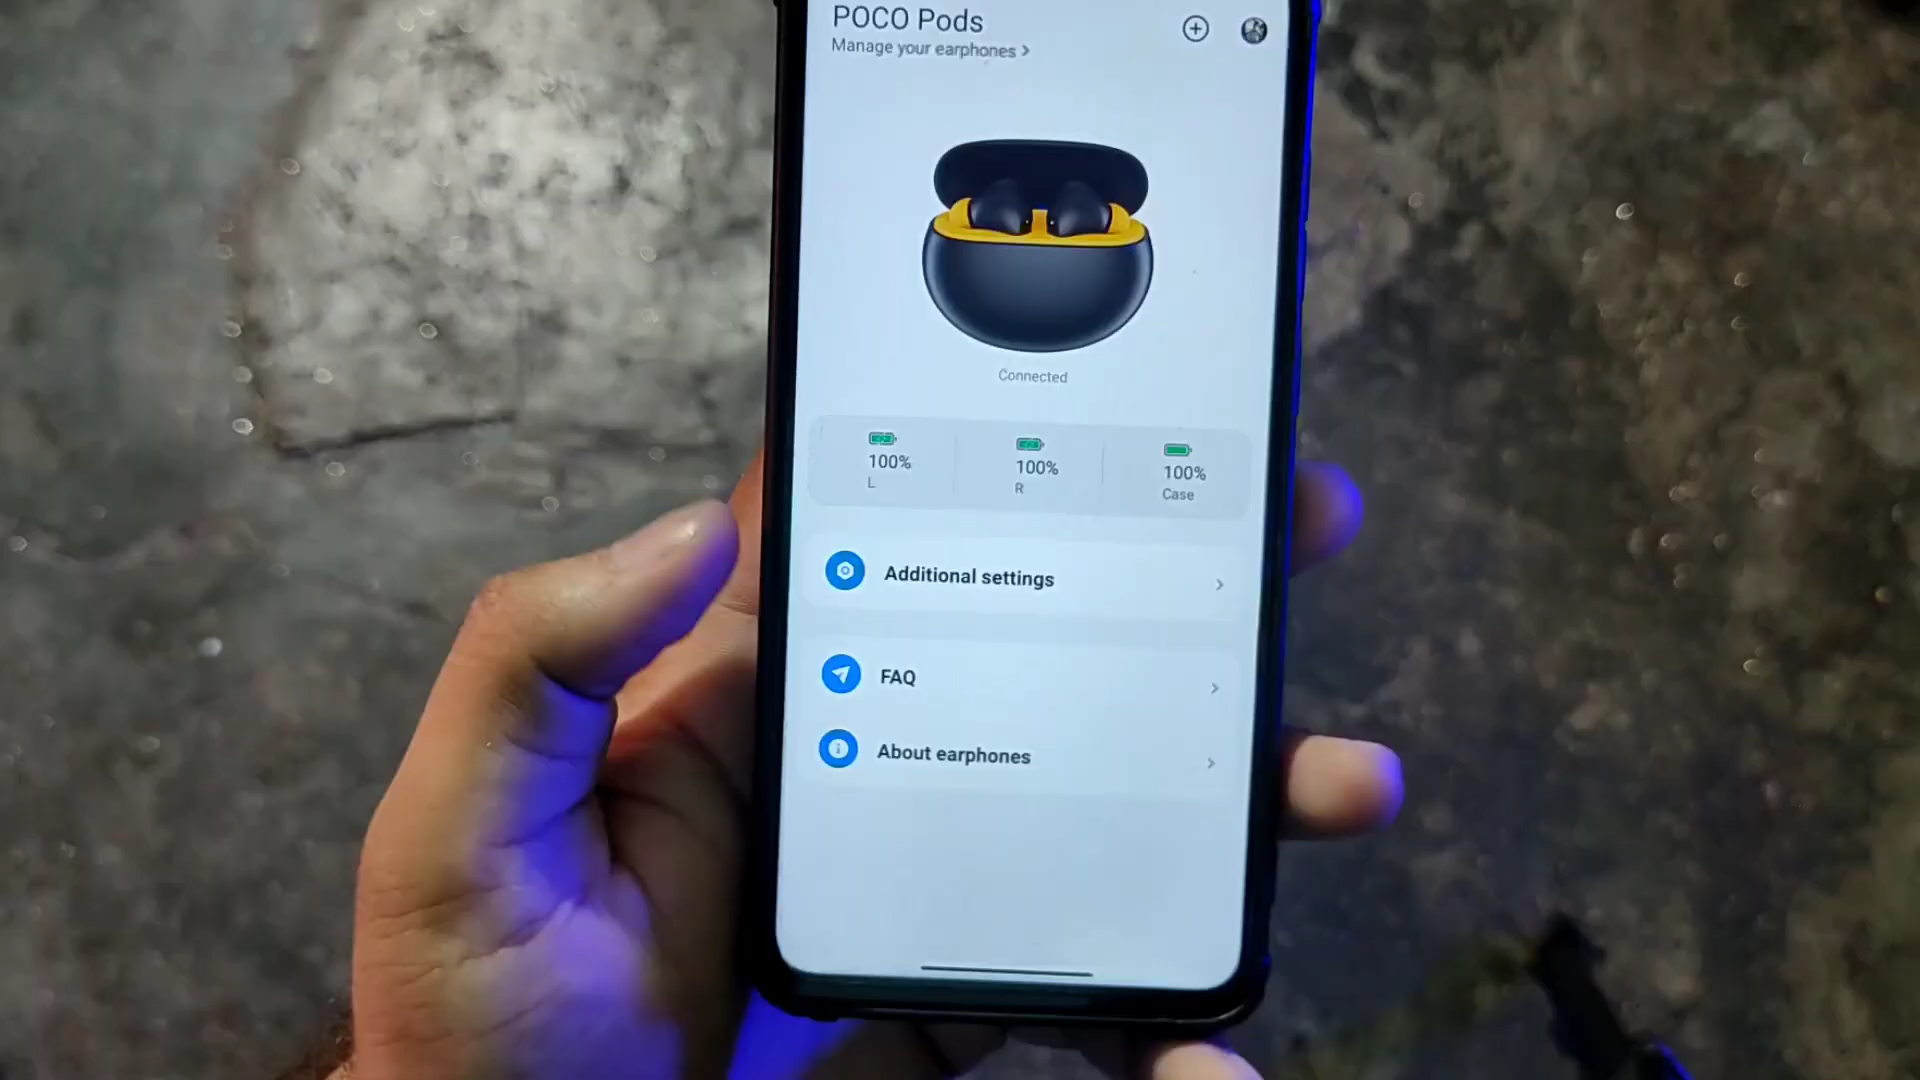 POCO Pods
Manage your earphones >
Connected
100%
L
100%
R
100%
Case
Additional settings
FAQ
About earphones